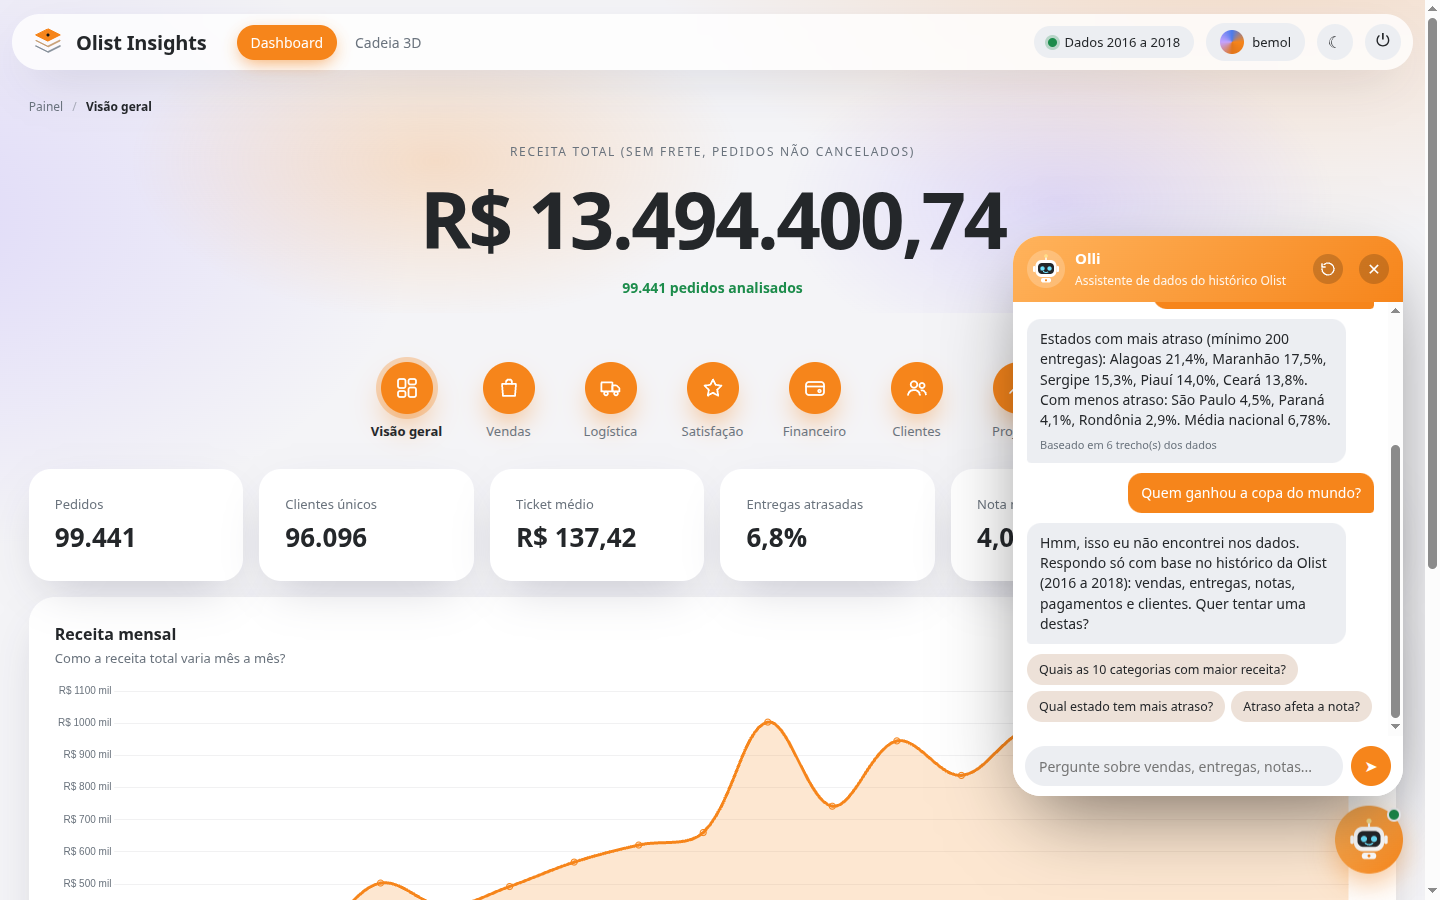 Olist Insights
Dashboard
Cadeia 3D
Dados 2016 a 2018
bemol
Painel / Visão geral
RECEITA TOTAL (SEM FRETE, PEDIDOS NÃO CANCELADOS)
R$ 13.494.400,74
99.441 pedidos analisados
Visão geral
Vendas
Logística
Satisfação
Financeiro
Clientes
Pedidos
99.441
Clientes únicos
96.096
Ticket médio
R$ 137,42
Entregas atrasadas
6,8%
Nota
4,0
Receita mensal
Como a receita total varia mês a mês?
R$ 1100 mil
R$ 1000 mil
R$ 900 mil
R$ 800 mil
R$ 700 mil
R$ 600 mil
R$ 500 mil
Olli
Assistente de dados do histórico Olist
Estados com mais atraso (mínimo 200
entregas): Alagoas 21,4%, Maranhão 17,5%,
Sergipe 15,3%, Piauí 14,0%, Ceará 13,8%.
Com menos atraso: São Paulo 4,5%, Paraná
4,1%, Rondônia 2,9%. Média nacional 6,78%.
Baseado em 6 trecho(s) dos dados
Quem ganhou a copa do mundo?
Hmm, isso eu não encontrei nos dados.
Respondo só com base no histórico da Olist
(2016 a 2018): vendas, entregas, notas,
pagamentos e clientes. Quer tentar uma
destas?
Quais as 10 categorias com maior receita?
Qual estado tem mais atraso?
Atraso afeta a nota?
Pergunte sobre vendas, entregas, notas...